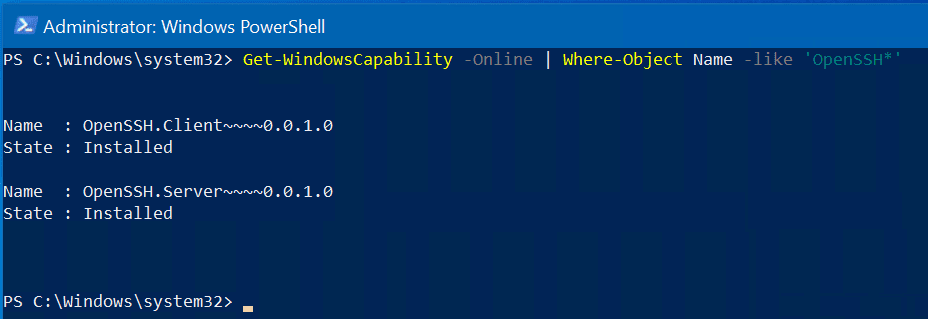 Administrator: Windows PowerShell
PS C:\Windows\system32> Get-WindowsCapability -Online | Where-Object Name -like 'OpenSSH*'
Name  : OpenSSH.Client~~~~0.0.1.0
State : Installed
Name  : OpenSSH.Server~~~~0.0.1.0
State : Installed
PS C:\Windows\system32>